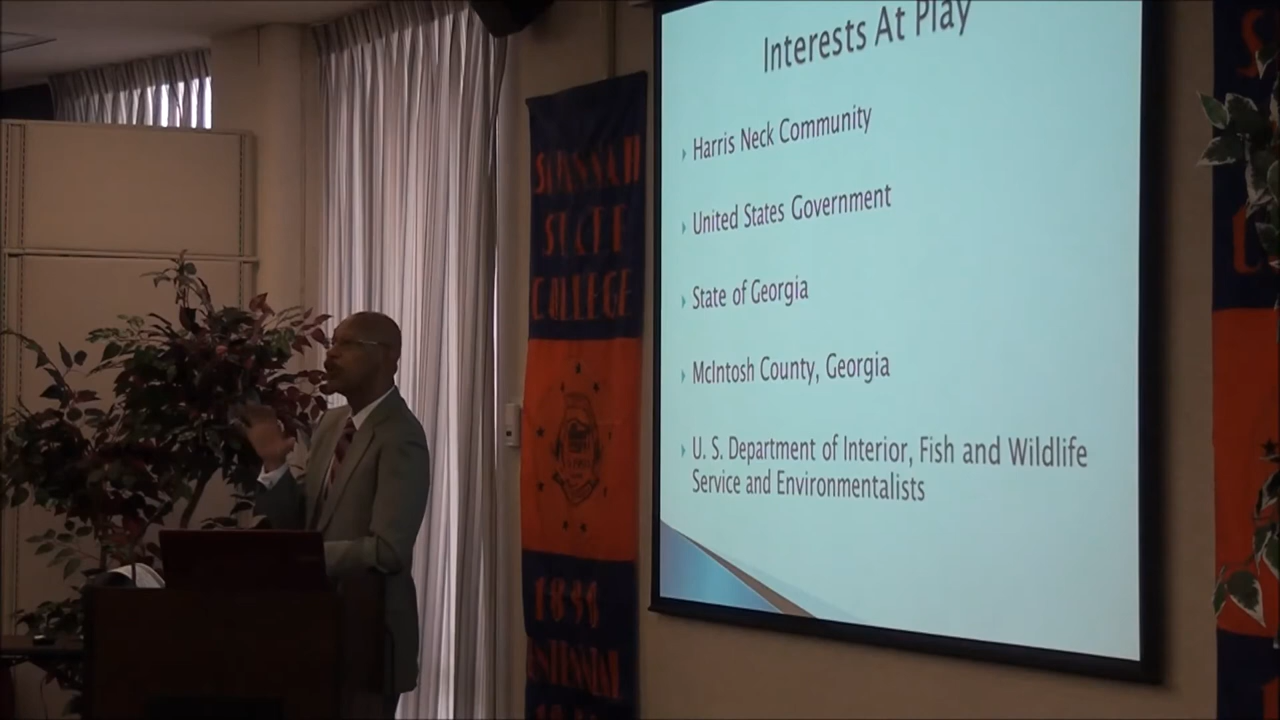 Interests At Play
Harris Neck Community
United States Government
State of Georgia
McIntosh County, Georgia
U. S. Department of Interior, Fish and Wildlife
Service and Environmentalists
SAVANNAH
STATE
COLLEGE